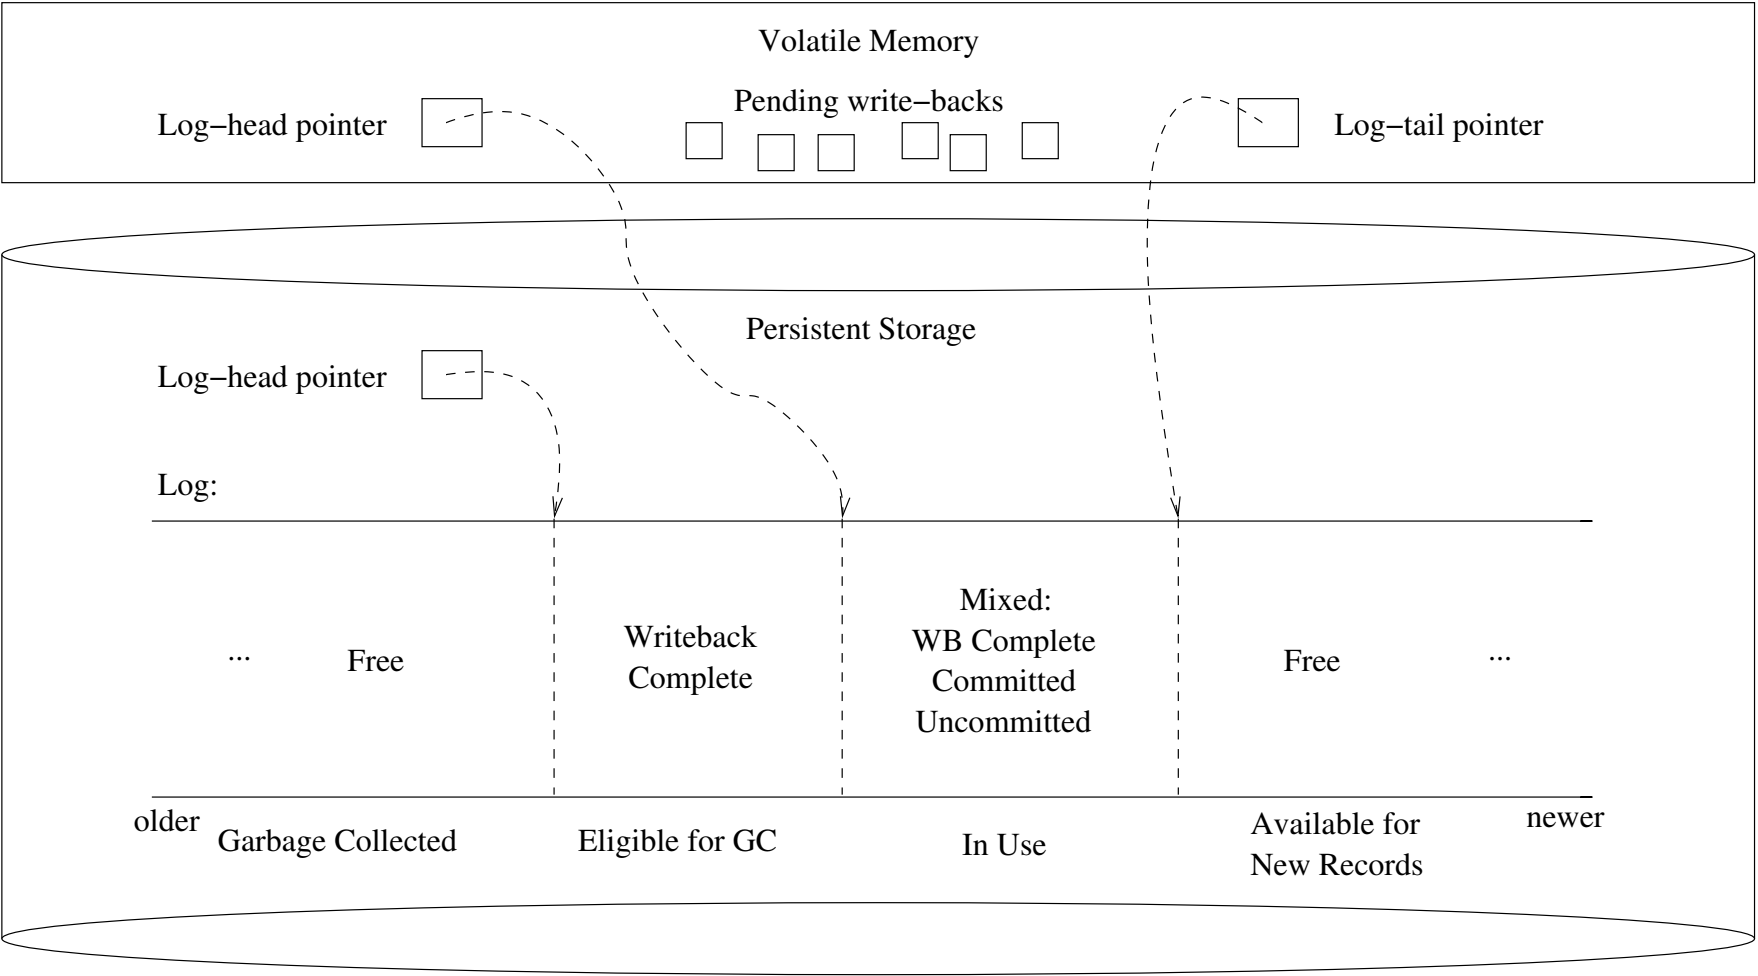 Volatile Memory
Pending write−backs
Log−head pointer
Log−tail pointer
Persistent Storage
Log−head pointer
Log:
... Free
Writeback
Complete
Mixed:
WB Complete
Committed
Uncommitted
Free ...
older
Garbage Collected
Eligible for GC
In Use
Available for
New Records
newer